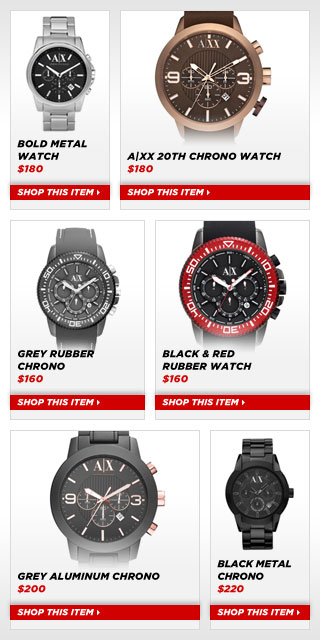 BOLD METAL
WATCH
$180
SHOP THIS ITEM
A|XX
A|XX 20TH CHRONO WATCH
$180
SHOP THIS ITEM
A|X
GREY RUBBER
CHRONO
$160
SHOP THIS ITEM
A|X
BLACK & RED
RUBBER WATCH
$160
SHOP THIS ITEM
A|X
GREY ALUMINUM CHRONO
$200
SHOP THIS ITEM
BLACK METAL
CHRONO
$220
SHOP THIS ITEM